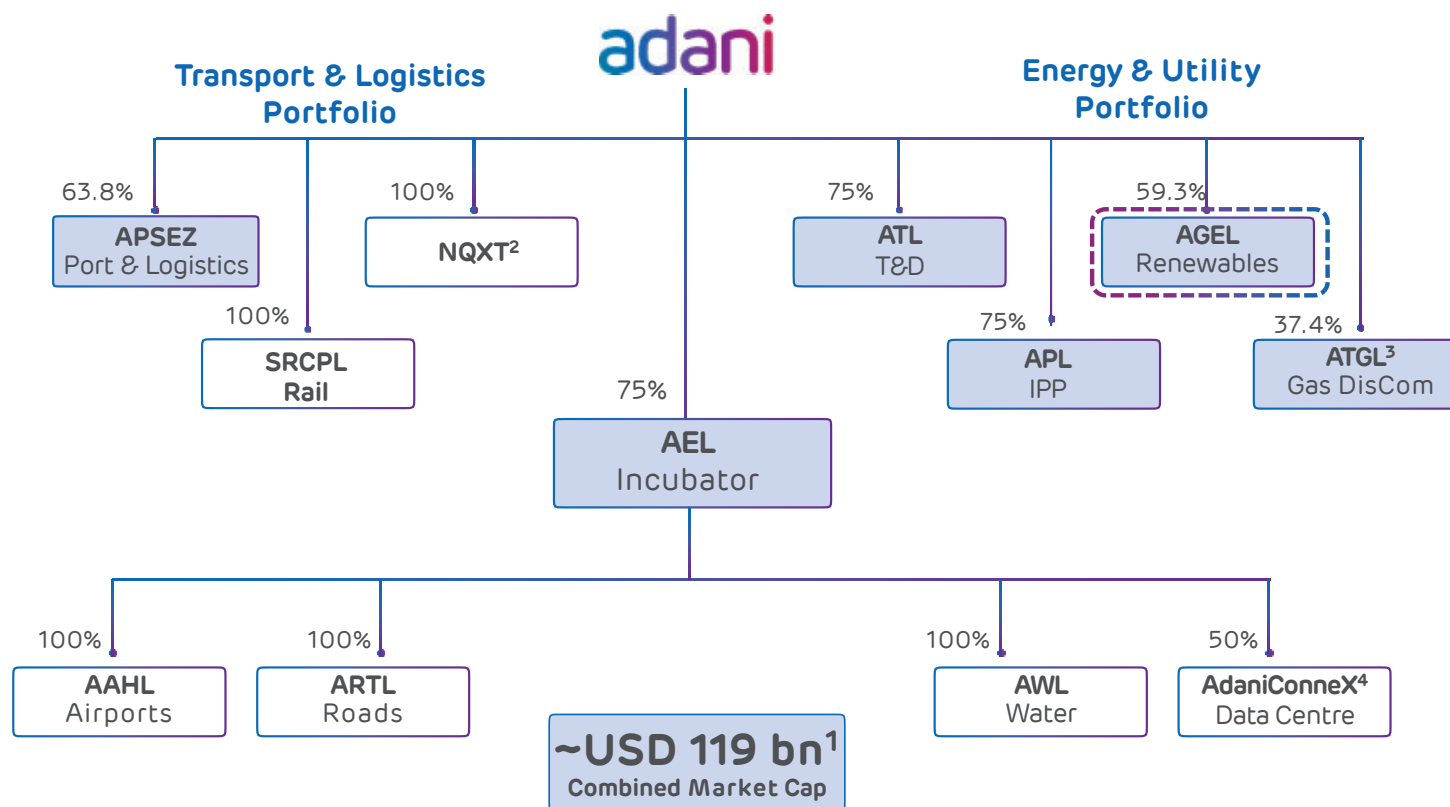 adani
Transport & Logistics
Portfolio
Energy & Utility
Portfolio
63.8%
APSEZ
Port & Logistics
100%
SRCPL
Rail
100%
NQXT²
75%
ATL
T&D
75%
APL
IPP
59.3%
AGEL
Renewables
37.4%
ATGL³
Gas DisCom
75%
AEL
Incubator
100%
AAHL
Airports
100%
ARTL
Roads
100%
AWL
Water
50%
AdaniConneX⁴
Data Centre
~USD 119 bn¹
Combined Market Cap